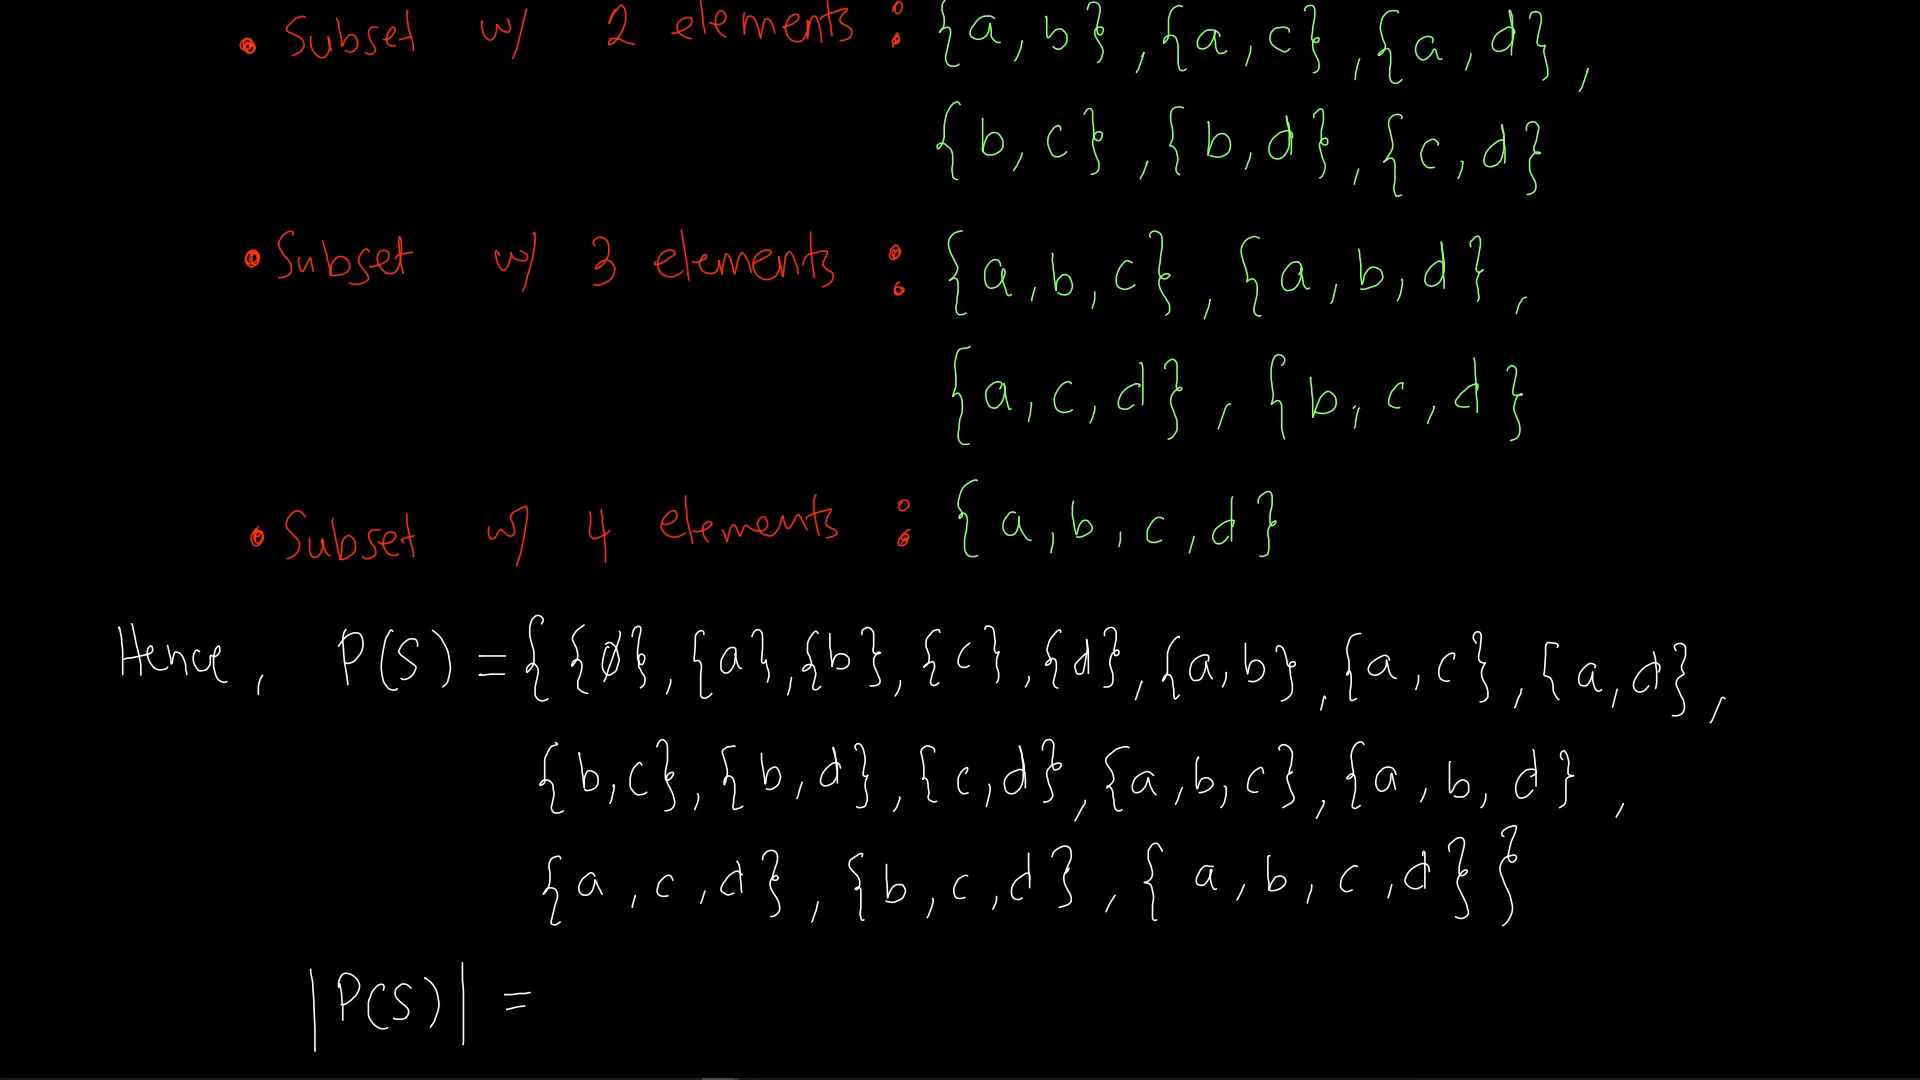 • Subset w/ 2 elements : {a, b}, {a, c}, {a, d},
{b, c}, {b, d}, {c, d}
• Subset w/ 3 elements : {a, b, c}, {a, b, d},
{a, c, d}, {b, c, d}
• Subset w/ 4 elements : {a, b, c, d}
Hence, P(S) = { {∅}, {a}, {b}, {c}, {d}, {a, b}, {a, c}, {a, d},
{b, c}, {b, d}, {c, d}, {a, b, c}, {a, b, d},
{a, c, d}, {b, c, d}, {a, b, c, d} }
|P(S)| =